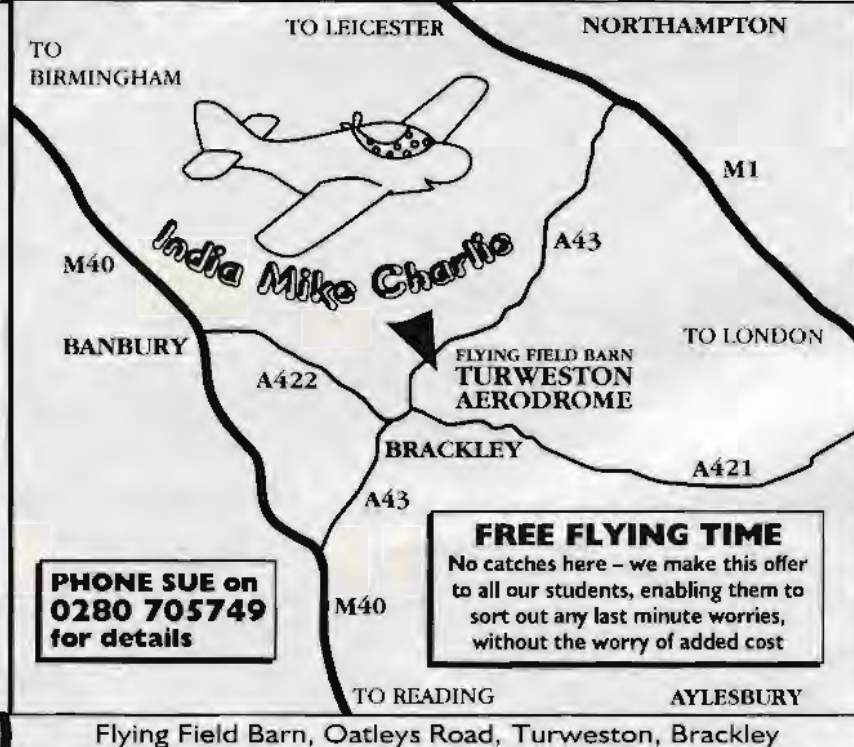 TO LEICESTER
NORTHAMPTON
TO
BIRMINGHAM
M1
India Mike Charlie
A43
M40
TO LONDON
BANBURY
FLYING FIELD BARN
TURWESTON
AERODROME
A422
BRACKLEY
A421
A43
FREE FLYING TIME
No catches here – we make this offer
to all our students, enabling them to
sort out any last minute worries,
without the worry of added cost
PHONE SUE on
0280 705749
for details
M40
TO READING
AYLESBURY
Flying Field Barn, Oatleys Road, Turweston, Brackley